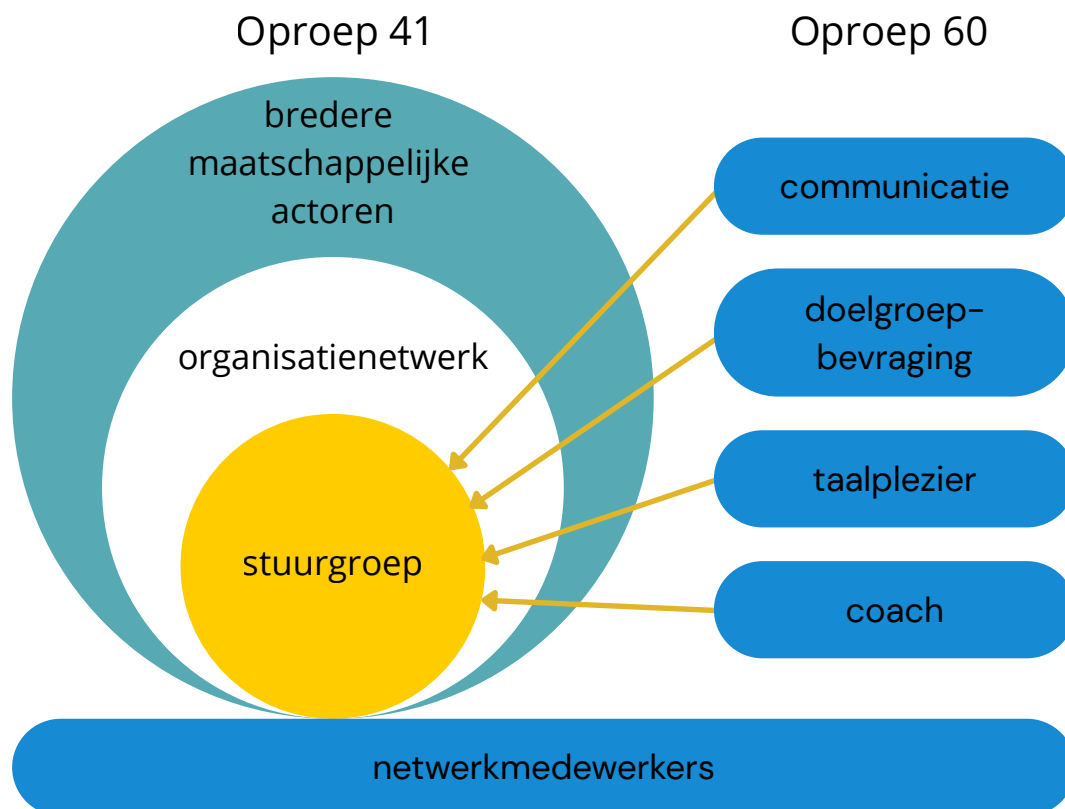 Oproep 41
bredere
maatschappelijke
actoren
organisatienetwerk
stuurgroep
Oproep 60
communicatie
doelgroep-
bevraging
taalplezier
coach
netwerkmedewerkers